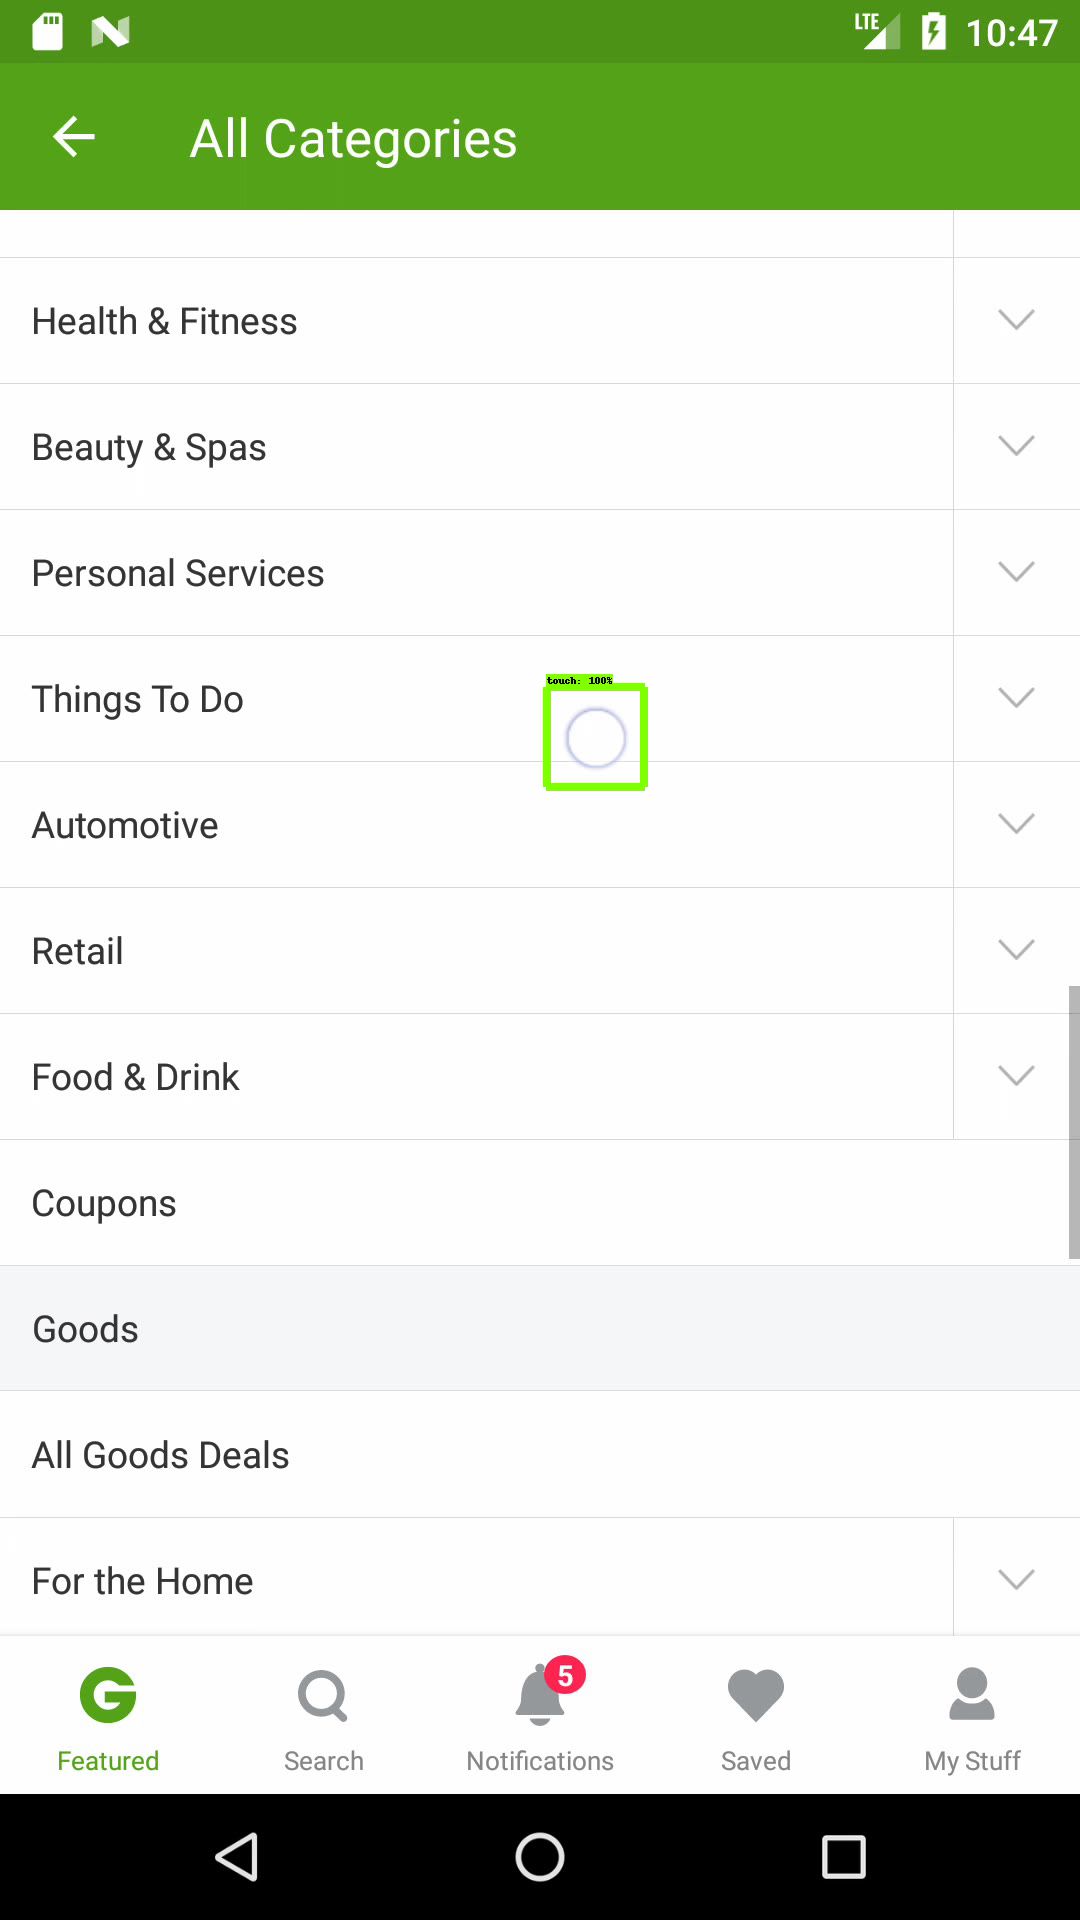 LTE 10:47
All Categories
Health & Fitness
Beauty & Spas
Personal Services
touch: 100%
Things To Do
Automotive
Retail
Food & Drink
Coupons
Goods
All Goods Deals
For the Home
5
Featured Search Notifications Saved My Stuff